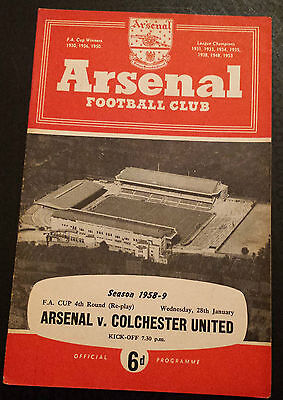 Arsenal
F.A. Cup Winners
1930, 1936, 1950
League Champions
1931, 1933, 1934, 1935,
1938, 1948, 1953
Arsenal
FOOTBALL CLUB
Season 1958-9
F.A. CUP 4th Round (Re-play) Wednesday, 28th January
ARSENAL v. COLCHESTER UNITED
KICK-OFF 7.30 p.m.
OFFICIAL 6d PROGRAMME